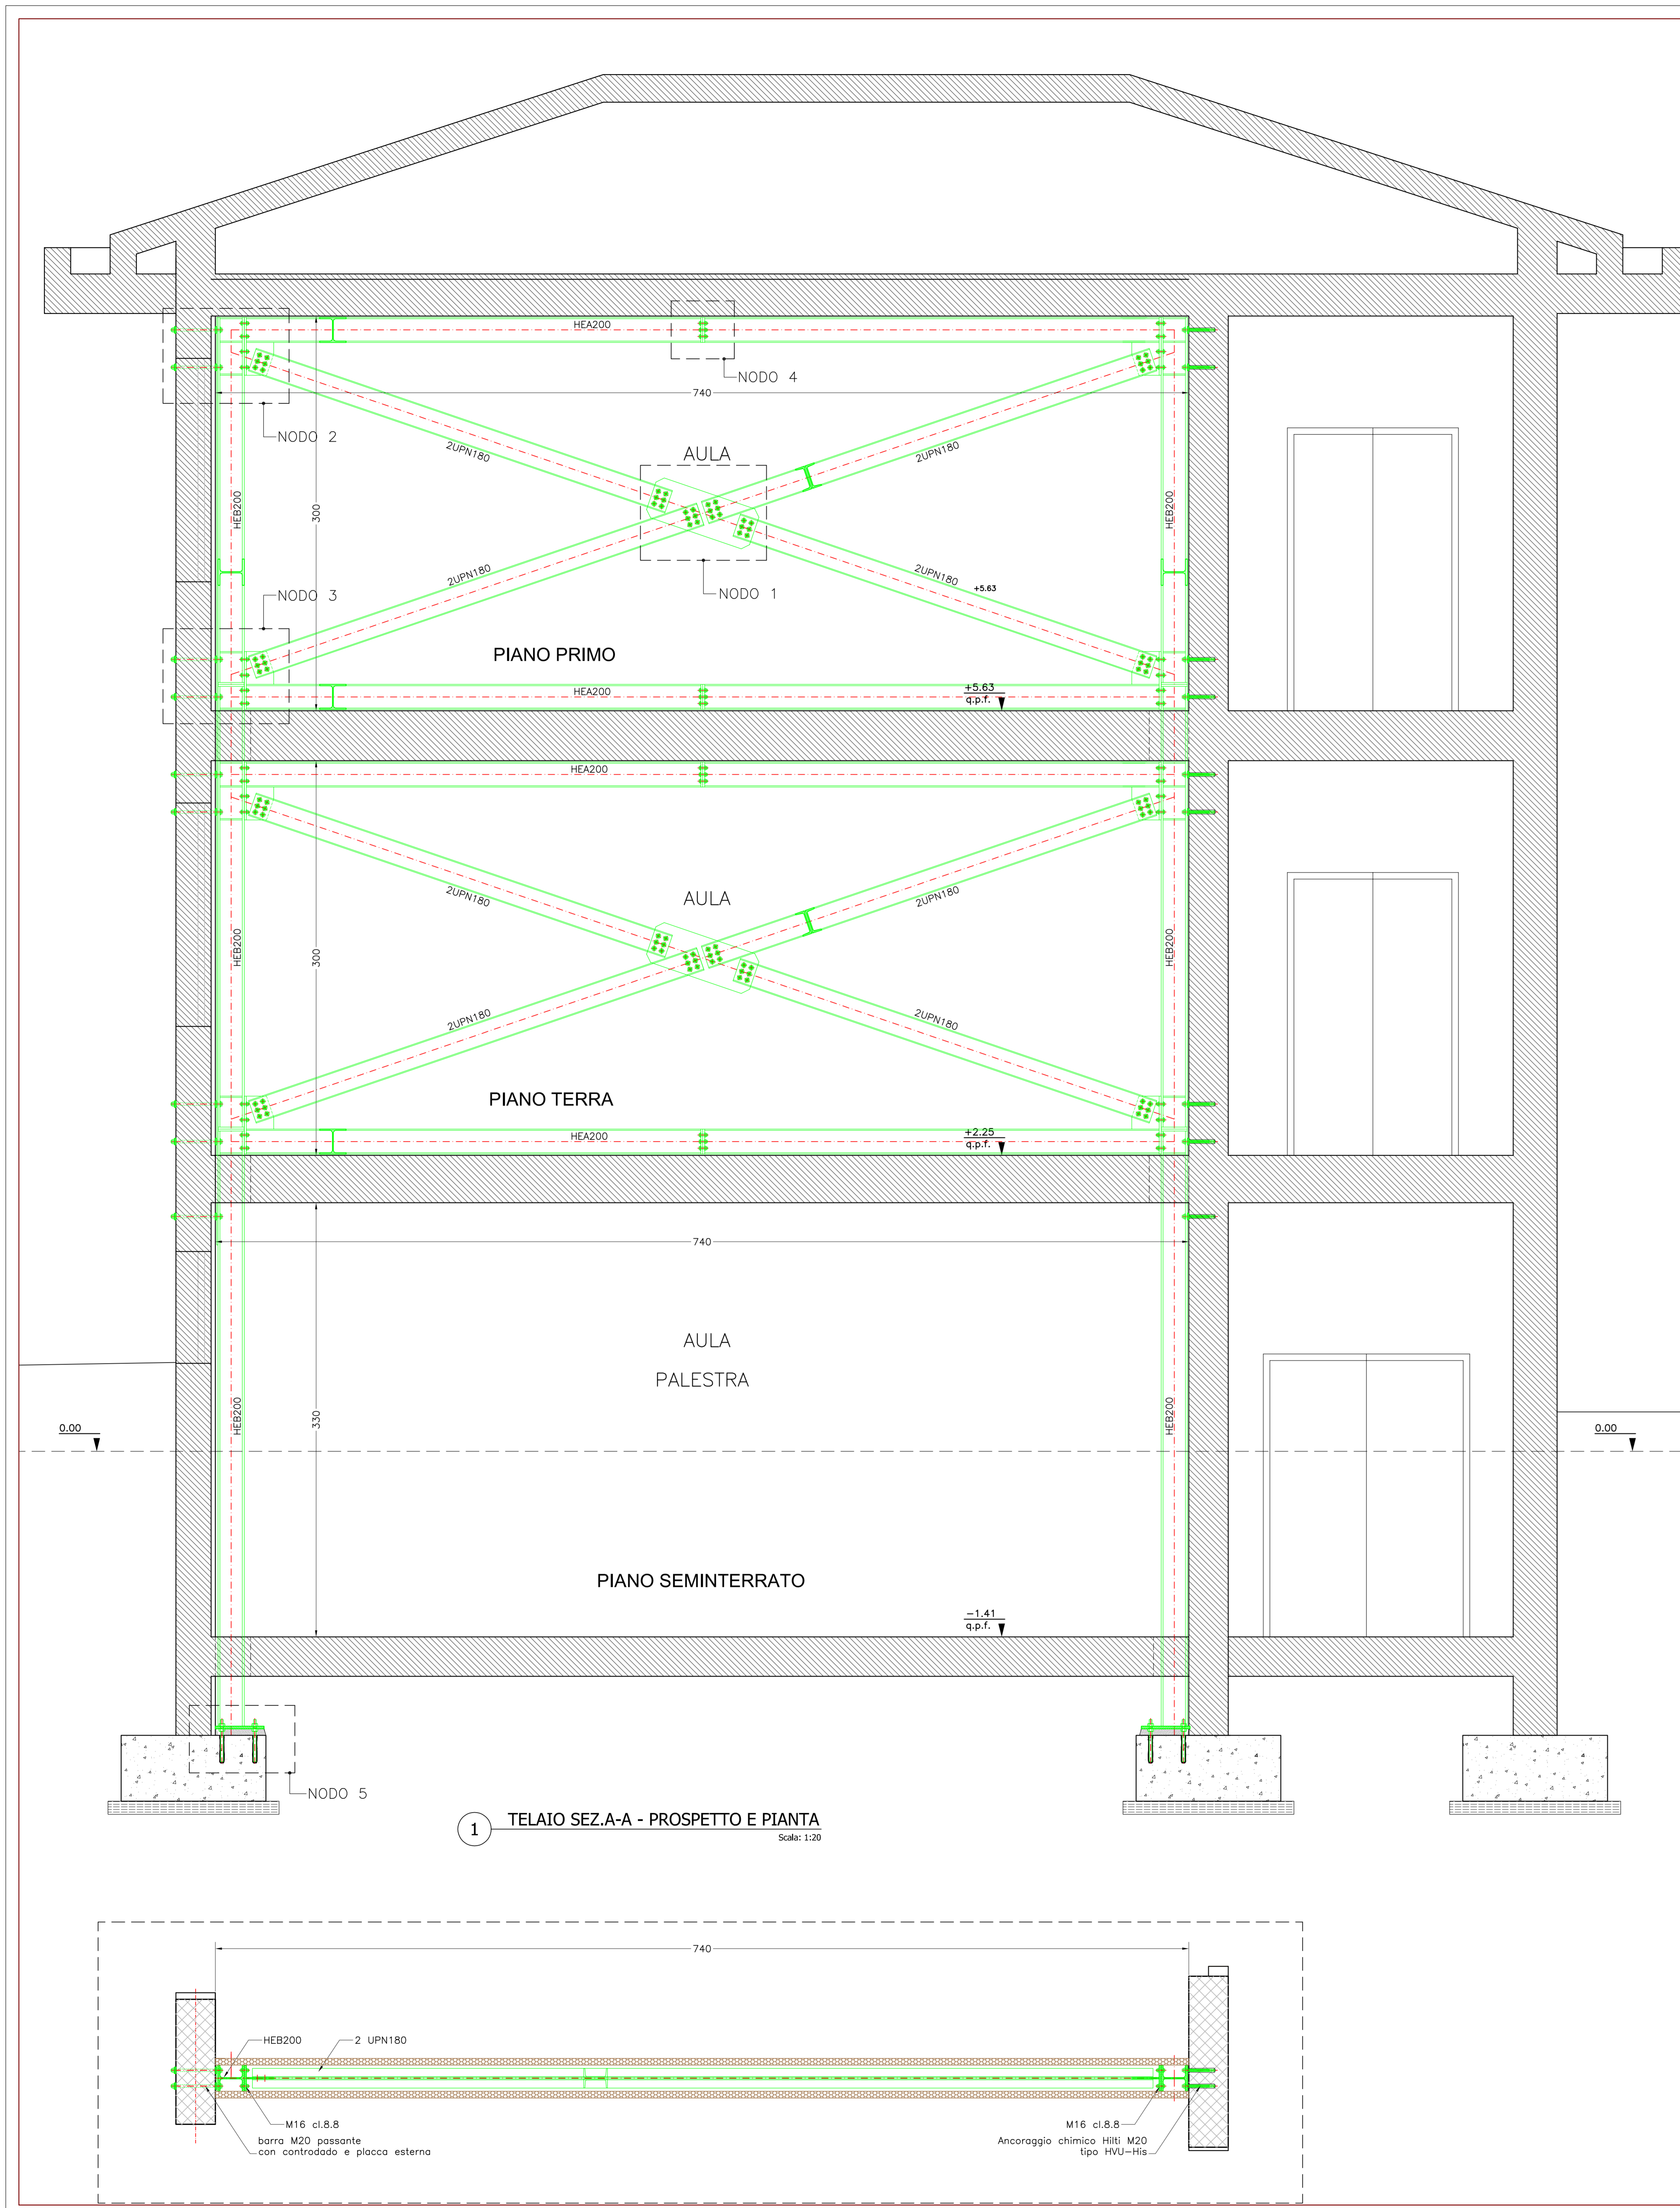 HEA200
NODO 4
740
NODO 2
AULA
2UPN180
2UPN180
HEB200
300
HEB200
2UPN180
2UPN180
+5.63
NODO 3
NODO 1
PIANO PRIMO
HEA200
+5.63
q.p.f.
HEA200
2UPN180
AULA
2UPN180
HEB200
300
HEB200
2UPN180
2UPN180
PIANO TERRA
HEA200
+2.25
q.p.f.
740
AULA
PALESTRA
HEB200
330
HEB200
0.00
0.00
PIANO SEMINTERRATO
-1.41
q.p.f.
NODO 5
1
TELAIO SEZ.A-A - PROSPETTO E PIANTA
Scala: 1:20
740
HEB200
2 UPN180
M16 cl.8.8
barra M20 passante
con controdado e placca esterna
M16 cl.8.8
Ancoraggio chimico Hilti M20
tipo HVU-His